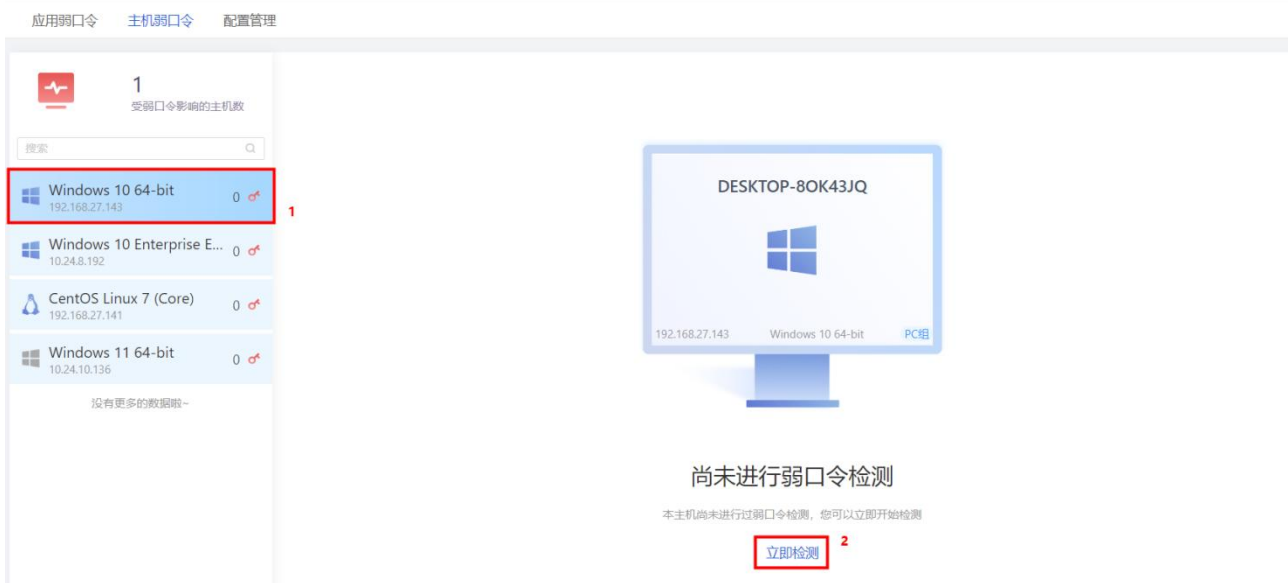 应用弱口令 主机弱口令 配置管理
1
受弱口令影响的主机数
搜索
Windows 10 64-bit
192.168.27.143
0
1
Windows 10 Enterprise E...
10.24.8.192
0
CentOS Linux 7 (Core)
192.168.27.141
0
Windows 11 64-bit
10.24.10.136
0
没有更多的数据啦~
DESKTOP-8OK43JQ
192.168.27.143 Windows 10 64-bit PC组
尚未进行弱口令检测
本主机尚未进行过弱口令检测，您可以立即开始检测
立即检测
2